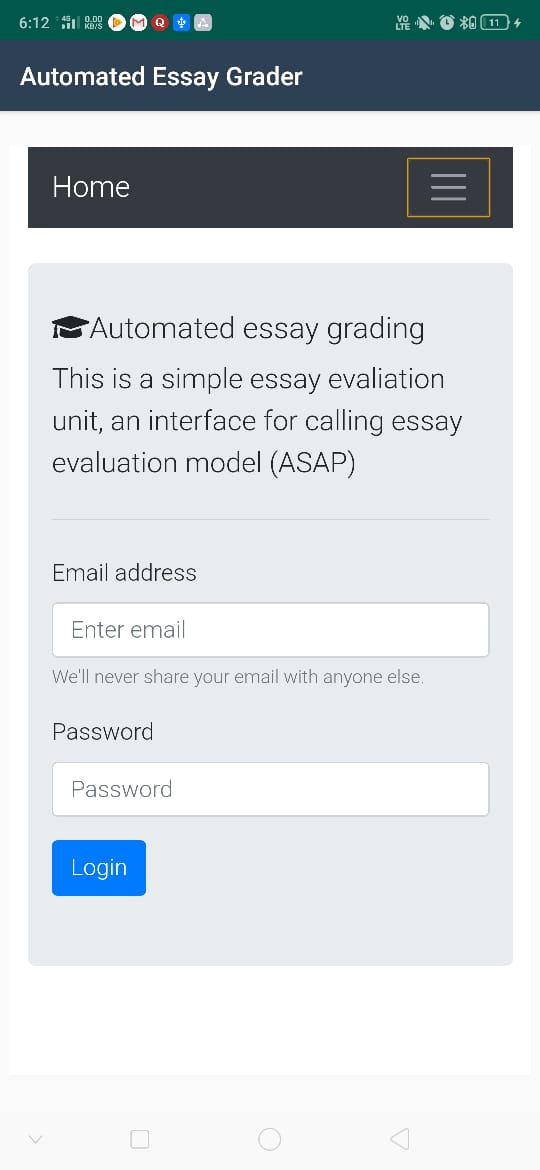 6:12 4G 0.00 KB/S M Q VO LTE 11
Automated Essay Grader
Home
Automated essay grading
This is a simple essay evaliation
unit, an interface for calling essay
evaluation model (ASAP)
Email address
Enter email
We'll never share your email with anyone else.
Password
Password
Login